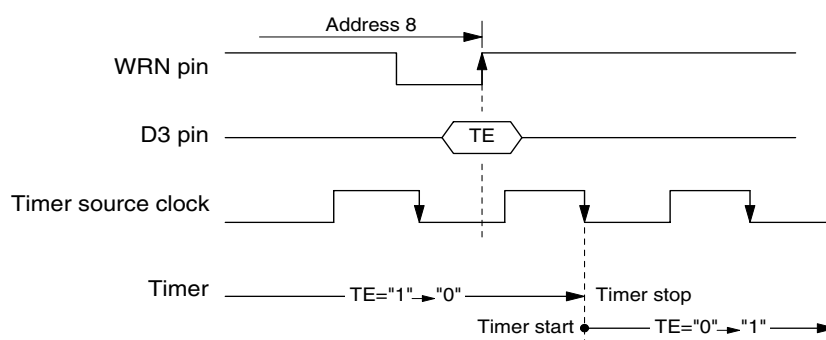 Address 8
WRN pin
D3 pin
TE
Timer source clock
Timer
TE="1"→"0"
Timer stop
Timer start
TE="0"→"1"